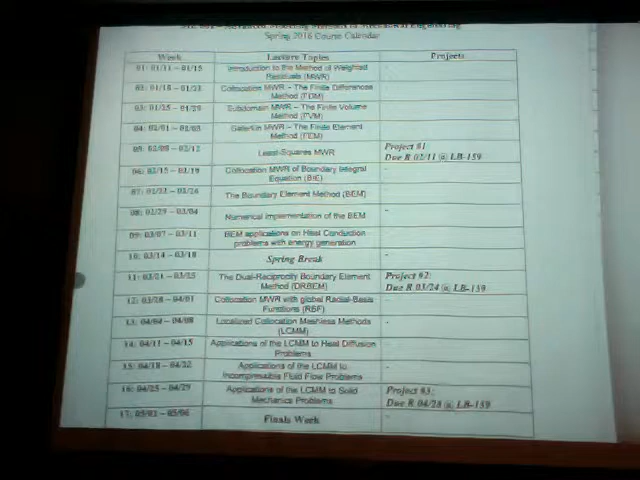 Spring 2016 Course Calendar
Week Lecture Topics Projects
01: 01/11 – 01/15 Introduction to the Method of Weighted
Residuals (MWR)
02: 01/18 – 01/22 Collocation MWR – The Finite Differences
Method (FDM)
03: 01/25 – 01/29 Subdomain MWR – The Finite Volume
Method (FVM)
04: 02/01 – 02/05 Galerkin MWR – The Finite Element
Method (FEM)
05: 02/08 – 02/12 Least-Squares MWR Project #1
Due R 02/11 @ LB-159
06: 02/15 – 02/19 Collocation MWR of Boundary Integral -
Equation (BIE)
07: 02/22 – 02/26 The Boundary Element Method (BEM) -
08: 02/29 – 03/04 Numerical Implementation of the BEM -
09: 03/07 – 03/11 BEM applications on Heat Conduction -
problems with energy generation
10: 03/14 – 03/18 Spring Break -
11: 03/21 – 03/25 The Dual-Reciprocity Boundary Element Project #2:
Method (DRBEM) Due R 03/24 @ LB-159
12: 03/28 – 04/01 Collocation MWR with global Radial-Basis -
Functions (RBF)
13: 04/04 – 04/08 Localized Collocation Meshless Methods -
(LCMM)
14: 04/11 – 04/15 Applications of the LCMM to Heat Diffusion -
Problems
15: 04/18 – 04/22 Applications of the LCMM to -
Incompressible Fluid Flow Problems
16: 04/25 – 04/29 Applications of the LCMM to Solid Project #3:
Mechanics Problems Due R 04/28 @ LB-159
17: 05/02 – 05/06 Finals Week -